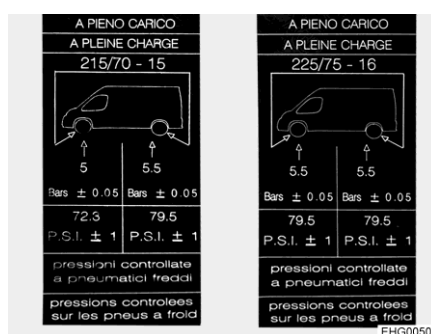 A PIENO CARICO
A PLEINE CHARGE
215/70 - 15
5 5.5
Bars ± 0.05 Bars ± 0.05
72.3 79.5
P.S.I. ± 1 P.S.I. ± 1
pressioni controllate
a pneumatici freddi
pressions controlees
sur les pneus a froid
A PIENO CARICO
A PLEINE CHARGE
225/75 - 16
5.5 5.5
Bars ± 0.05 Bars ± 0.05
79.5 79.5
P.S.I. ± 1 P.S.I. ± 1
pressioni controllate
a pneumatici freddi
pressions controlees
sur les pneus a froid
EHG0050